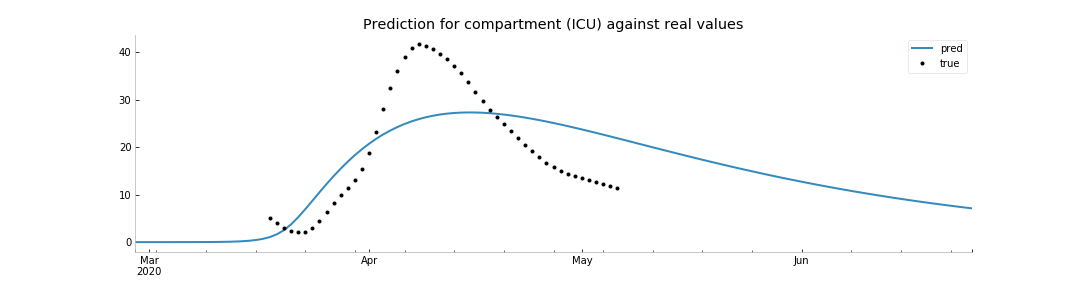 Prediction for compartment (ICU) against real values
pred
true
40
30
20
10
0
Mar
2020
Apr
May
Jun